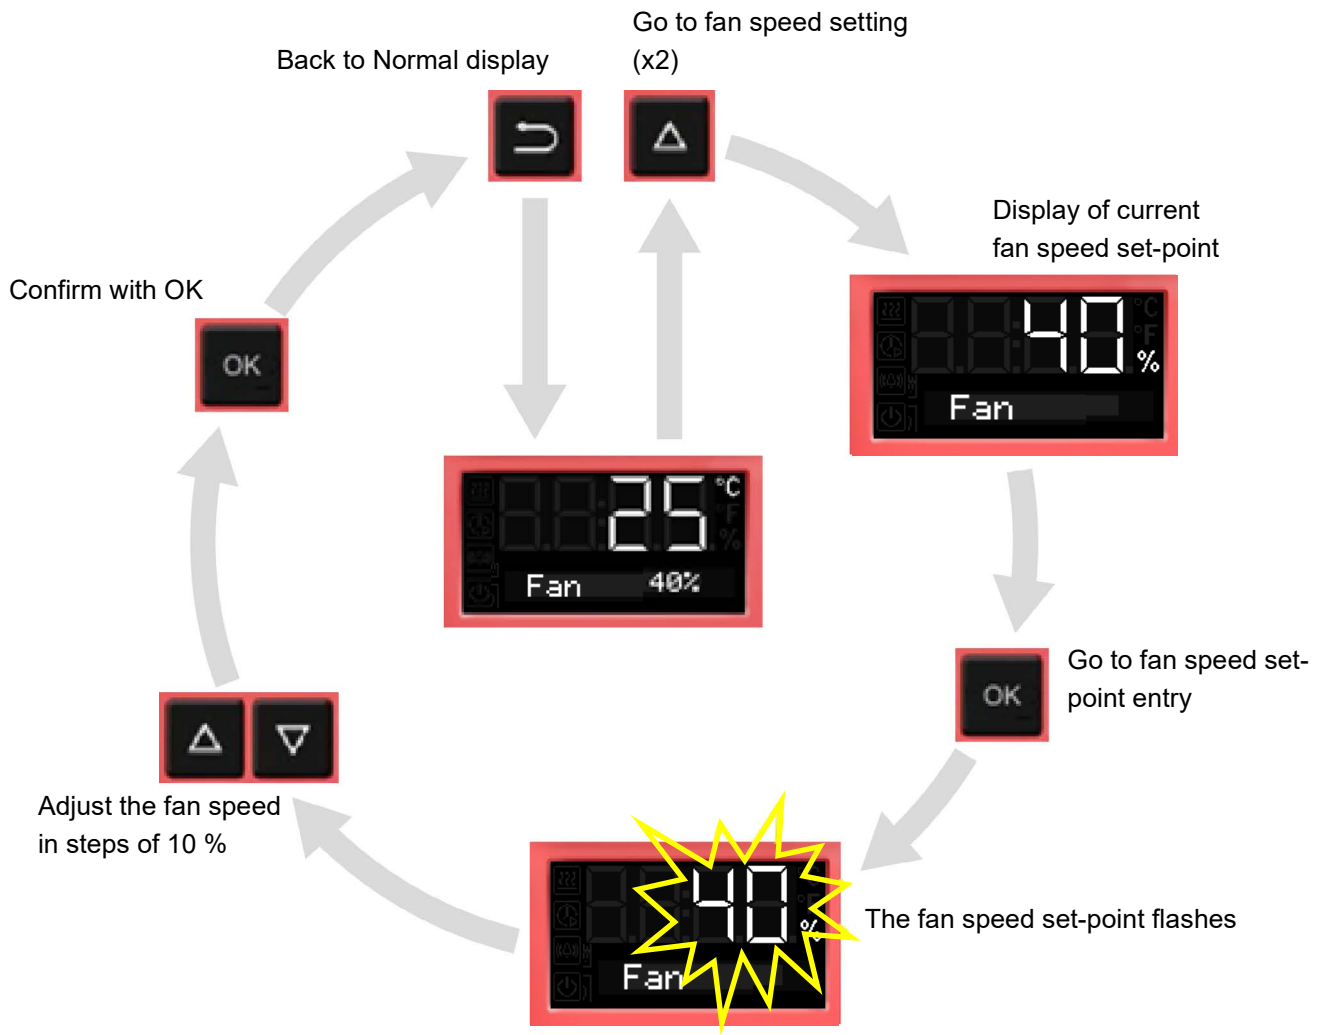 Go to fan speed setting
(x2)
Back to Normal display
Display of current
fan speed set-point
40
°C
°F
%
Fan
Confirm with OK
OK
25
°C
°F
%
Fan 40%
OK
Go to fan speed set-
point entry
Adjust the fan speed
in steps of 10 %
40
%
Fan
The fan speed set-point flashes